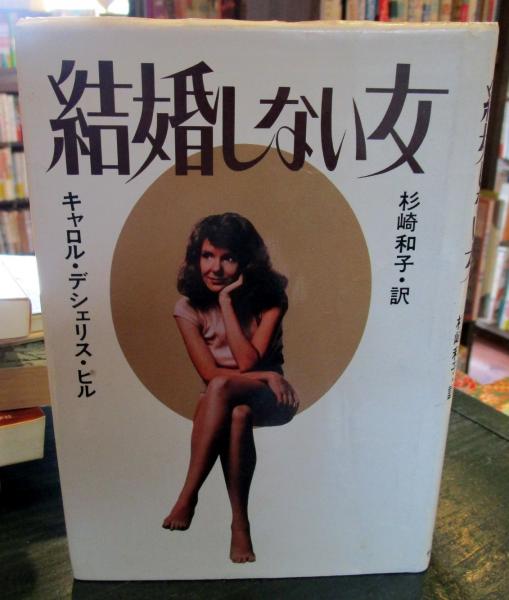 結婚しない女
杉崎和子・訳
キャロル・デシェリス・ヒル